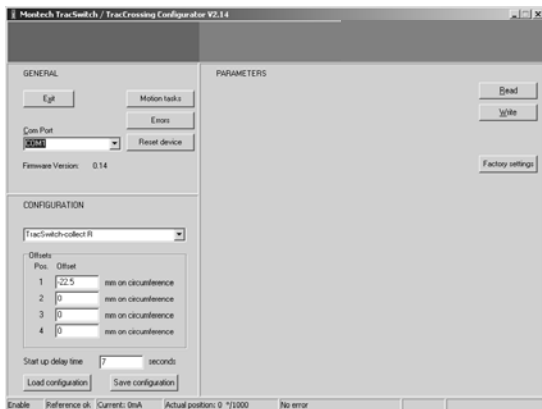 Montech TracSwitch / TracCrossing Configurator V2.14
GENERAL
Exit
Motion tasks
Errors
Com Port
COM1
Reset device
Firmware Version: 0.14
CONFIGURATION
TracSwitch-collect R
Offsets
Pos. Offset
1 -22.5 mm on circumference
2 0 mm on circumference
3 0 mm on circumference
4 0 mm on circumference
Start up delay time 7 seconds
Load configuration Save configuration
PARAMETERS
Read
Write
Factory settings
Enable Reference ok Current: 0mA Actual position: 0 °/1000 No error